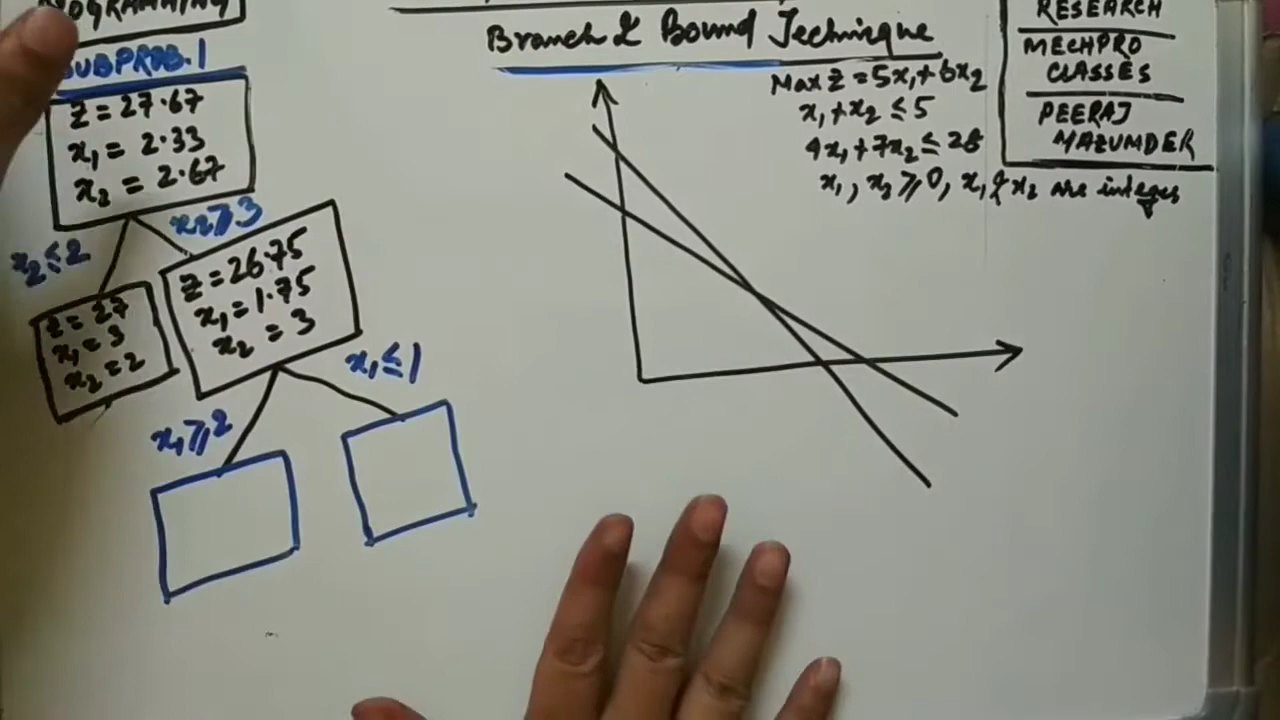 PROGRAMMING
SUBPROB.1
Z = 27.67
x₁ = 2.33
x₂ = 2.67
x₂ ≤ 2
x₂ ≥ 3
Z = 27
x₁ = 3
x₂ = 2
Z = 26.75
x₁ = 1.75
x₂ = 3
x₁ ≥ 2
x₁ ≤ 1
Branch & Bound Technique
Max Z = 5x₁ + 6x₂
x₁ + x₂ ≤ 5
4x₁ + 7x₂ ≤ 28
x₁, x₂ ≥ 0, x₁ & x₂ are integer
RESEARCH
MECHPRO
CLASSES
PEERAJ
MAZUMDER